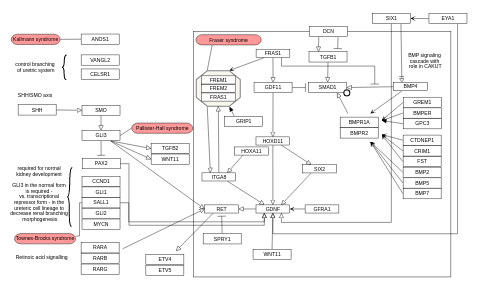 SIX1
EYA1
Kallmann syndrome
ANOS1
Fraser syndrome
DCN
control branching
of ureteric system
VANGL2
CELSR1
FRAS1
TGFB1
BMP signaling
stage with
role in CAKUT
FREM1
FREM2
FRAS1
GDF11
SMAD1
BMP4
SHH/ISMO axis
SHH
SMO
GREM1
BMPER
GPC3
GRIP1
BMPR1A
BMPR2
GLI3
Pallister-Hall syndrome
TGFB2
WNT11
HOXD11
HOXA11
CTDNEP1
CRIM1
FST
BMP2
BMP5
BMP7
PAX2
required for normal
kidney development
GLI3 in the normal form
is required -
vs. transcriptional
repressor form - in the
ureteric cell lineage to
decrease renal branching
morphogenesis
CCND1
GLI1
SALL1
GLI2
MYCN
ITGA8
SIX2
RET
GDNF
GFRA1
Townes-Brocks syndrome
SPRY1
Retinoic acid signalling
RARA
RARB
RARG
ETV4
ETV5
WNT11